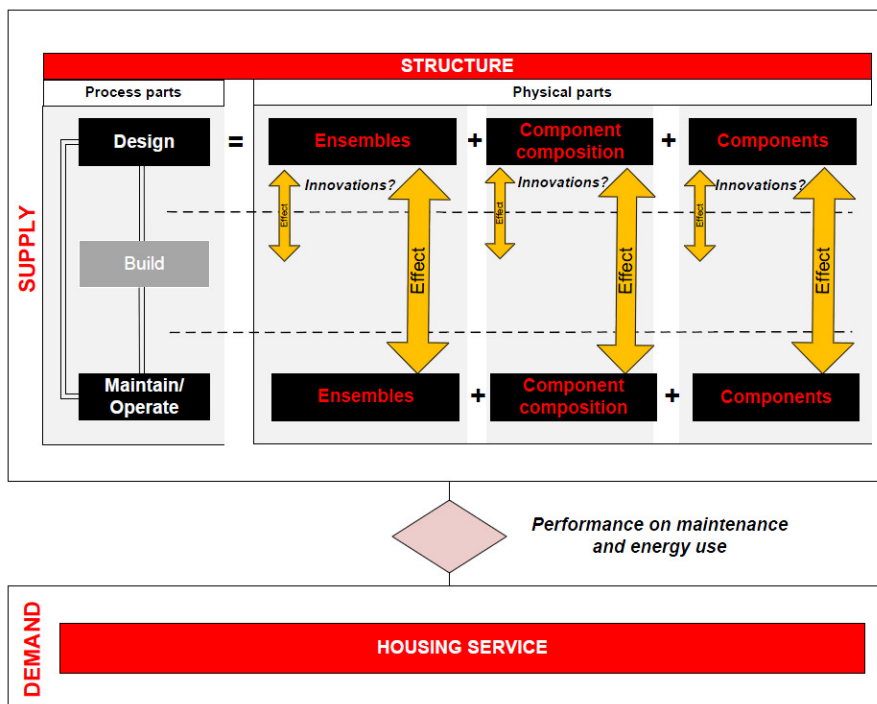 STRUCTURE
Process parts
Physical parts
SUPPLY
Design
=
Ensembles
+
Component
composition
+
Components
Innovations?
Innovations?
Innovations?
Effect
Effect
Effect
Effect
Effect
Effect
Build
Maintain/
Operate
Ensembles
+
Component
composition
+
Components
Performance on maintenance
and energy use
DEMAND
HOUSING SERVICE